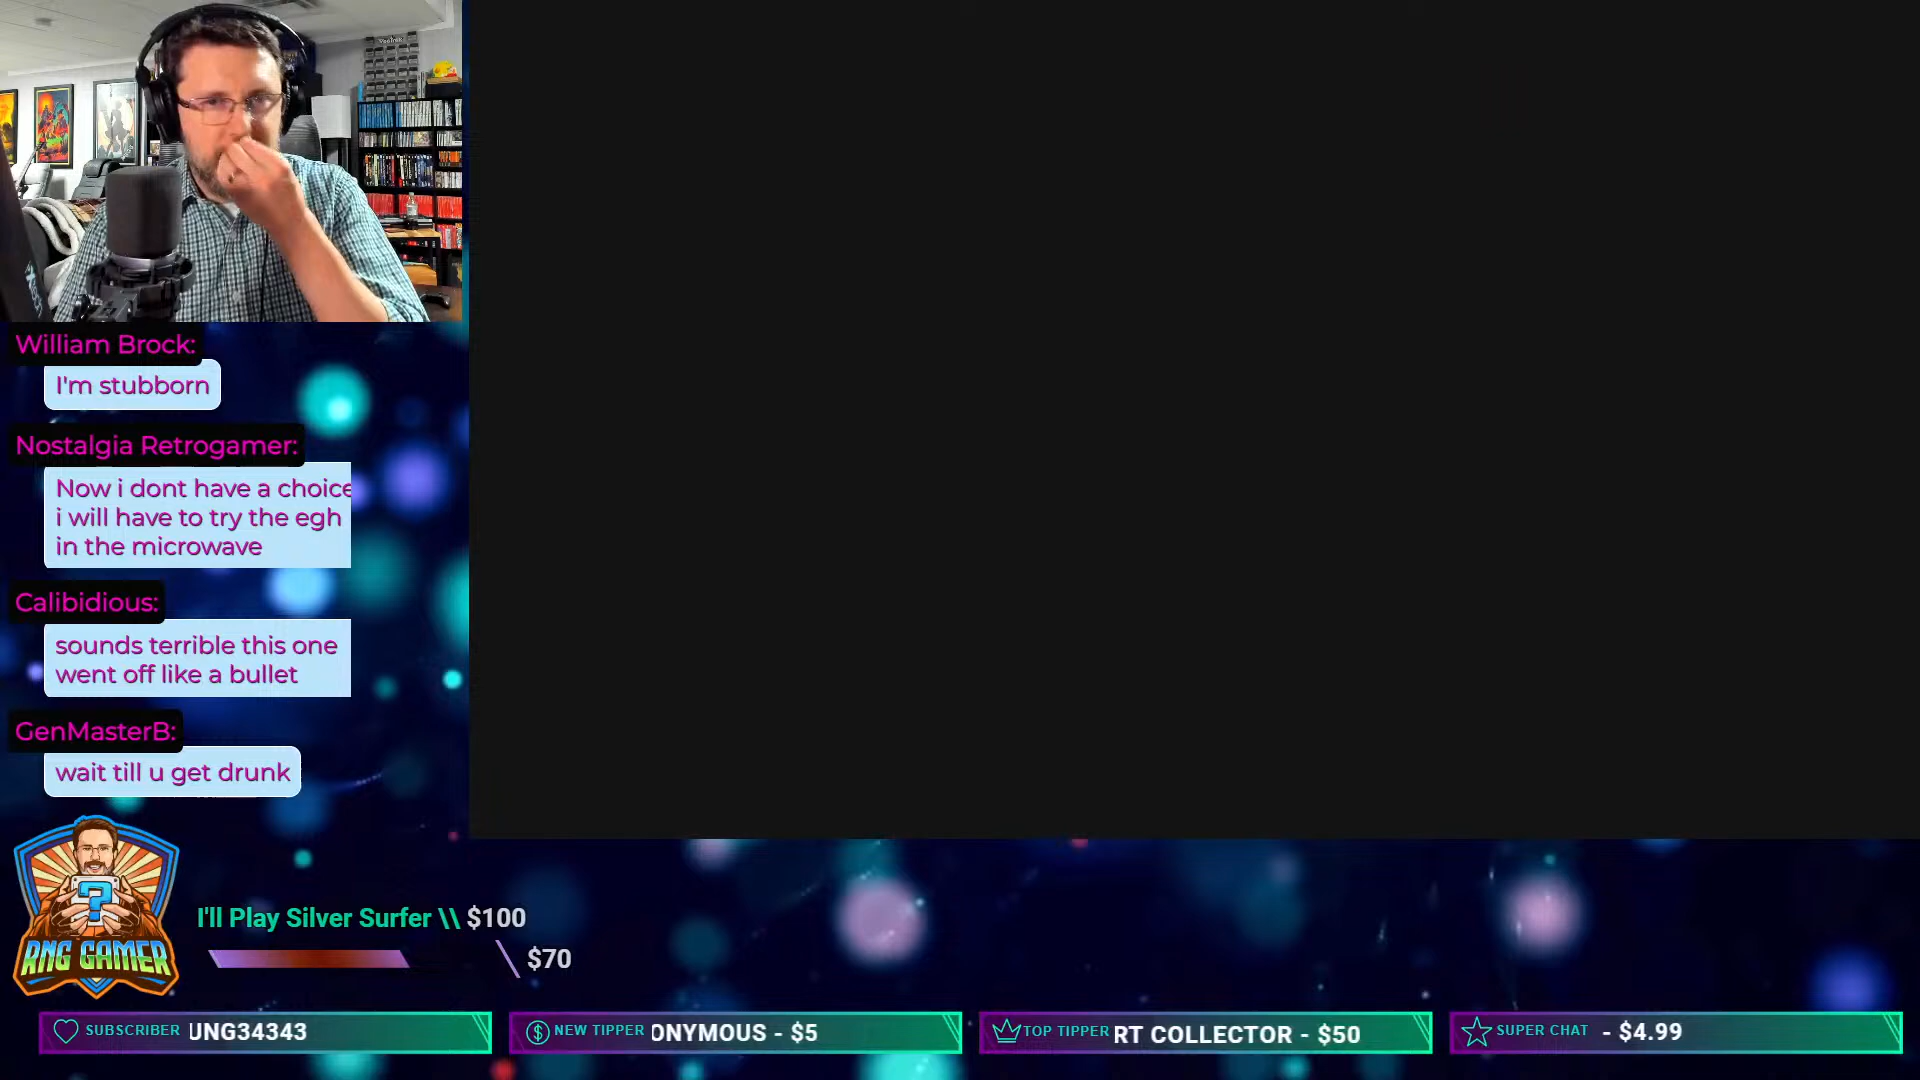 William Brock:
I'm stubborn
Nostalgia Retrogamer:
Now i dont have a choice
i will have to try the egh
in the microwave
Calibidious:
sounds terrible this one
went off like a bullet
GenMasterB:
wait till u get drunk
?
RNG GAMER
I'll Play Silver Surfer \\ $100
$70
SUBSCRIBER UNG34343
NEW TIPPER ONYMOUS - $5
TOP TIPPER RT COLLECTOR - $50
SUPER CHAT - $4.99